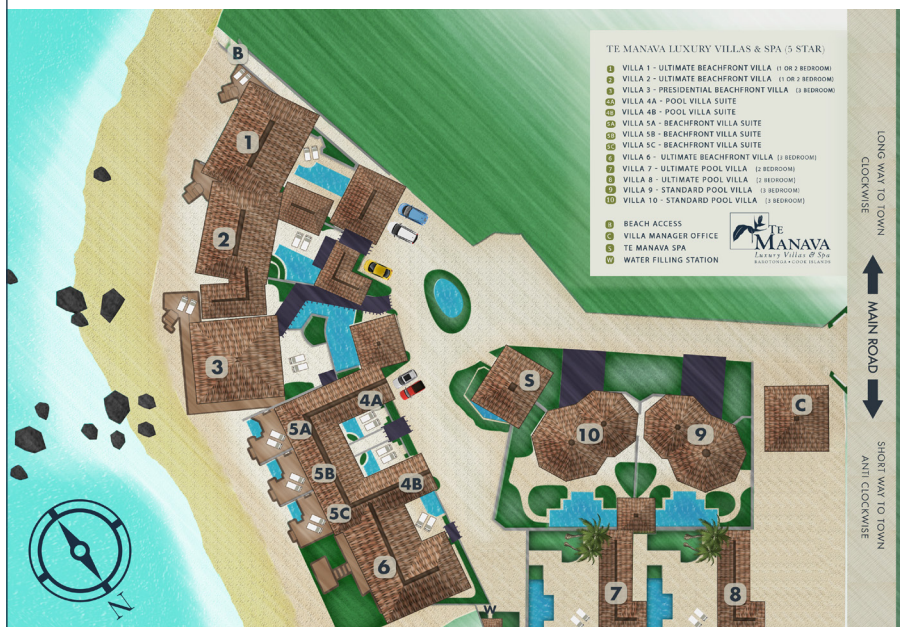 TE MANAVA LUXURY VILLAS & SPA (5 STAR)
1 VILLA 1 - ULTIMATE BEACHFRONT VILLA (1 OR 2 BEDROOM)
2 VILLA 2 - ULTIMATE BEACHFRONT VILLA (1 OR 2 BEDROOM)
3 VILLA 3 - PRESIDENTIAL BEACHFRONT VILLA (3 BEDROOM)
4A VILLA 4A - POOL VILLA SUITE
4B VILLA 4B - POOL VILLA SUITE
5A VILLA 5A - BEACHFRONT VILLA SUITE
5B VILLA 5B - BEACHFRONT VILLA SUITE
5C VILLA 5C - BEACHFRONT VILLA SUITE
6 VILLA 6 - ULTIMATE BEACHFRONT VILLA (3 BEDROOM)
7 VILLA 7 - ULTIMATE POOL VILLA (2 BEDROOM)
8 VILLA 8 - ULTIMATE POOL VILLA (2 BEDROOM)
9 VILLA 9 - STANDARD POOL VILLA (3 BEDROOM)
10 VILLA 10 - STANDARD POOL VILLA (3 BEDROOM)
B BEACH ACCESS
C VILLA MANAGER OFFICE
S TE MANAVA SPA
W WATER FILLING STATION
TE
MANAVA
Luxury Villas & Spa
RAROTONGA • COOK ISLANDS
LONG WAY TO TOWN
CLOCKWISE
MAIN ROAD
SHORT WAY TO TOWN
ANTI CLOCKWISE
B
1
2
3
4A
5A
5B
4B
5C
6
S
10
9
C
7
8
W
N